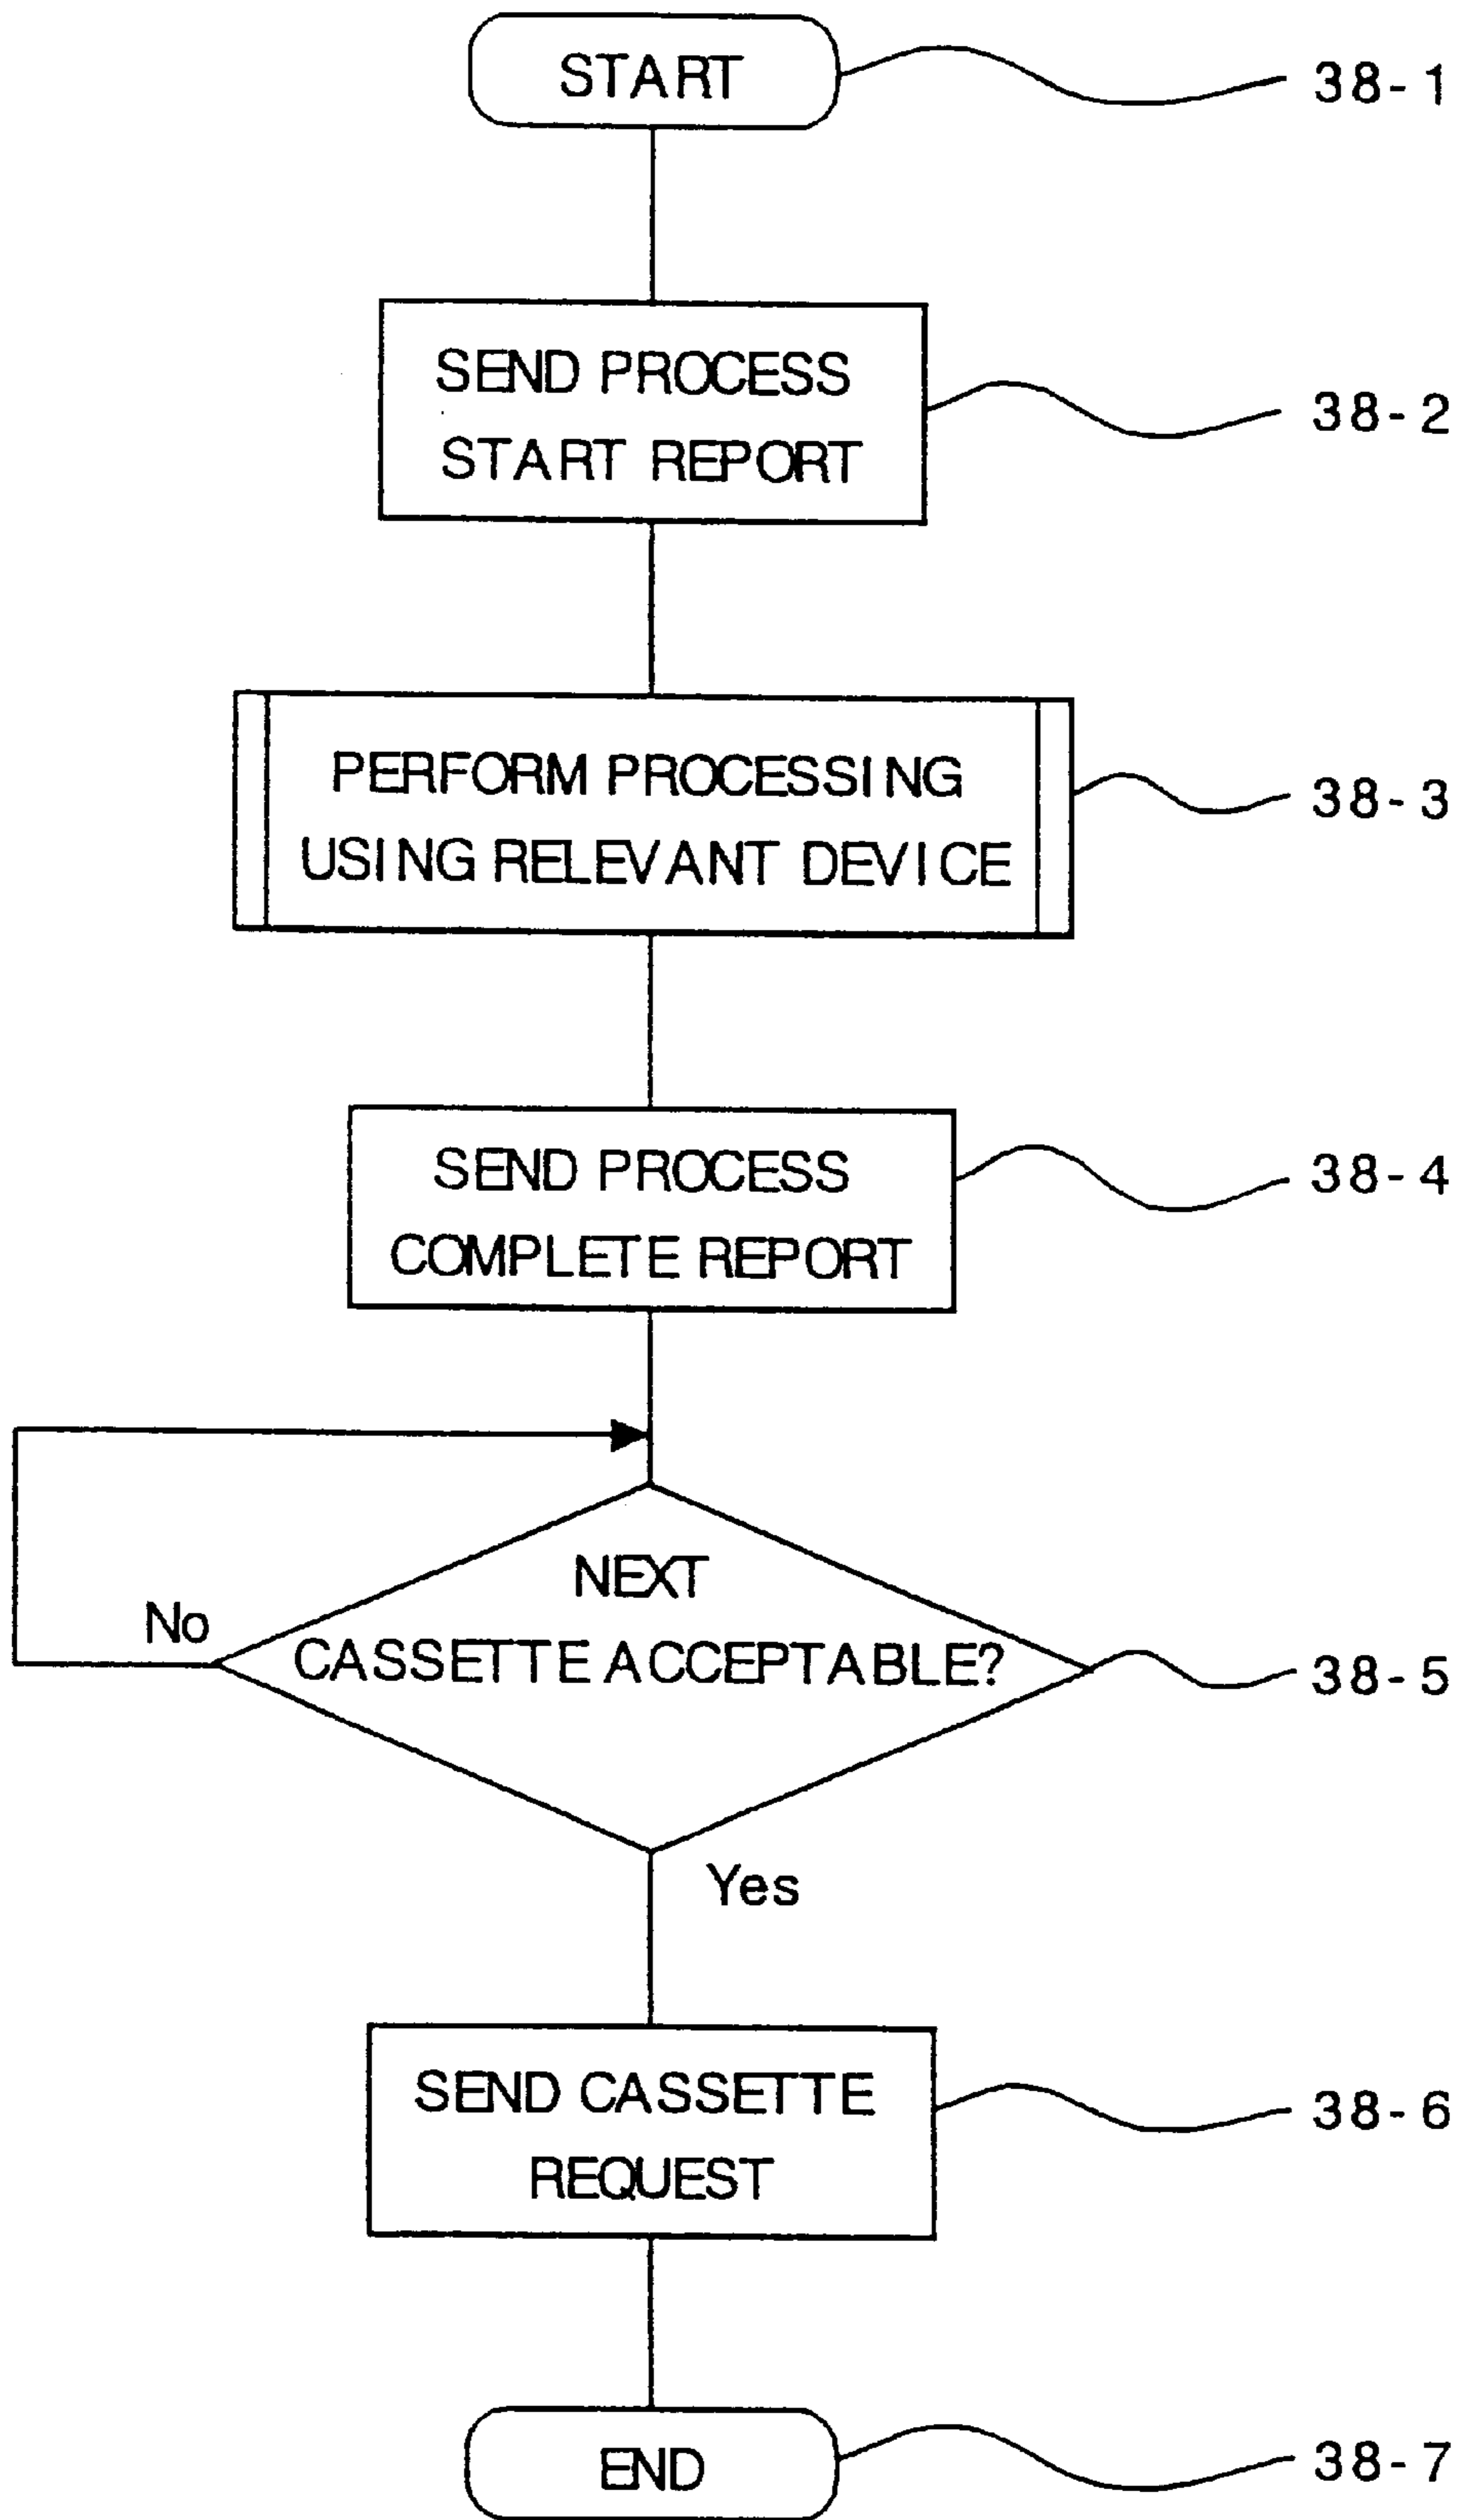 START
38-1
SEND PROCESS
START REPORT
38-2
PERFORM PROCESSING
USING RELEVANT DEVICE
38-3
SEND PROCESS
COMPLETE REPORT
38-4
NEXT
CASSETTE ACCEPTABLE?
No
38-5
Yes
SEND CASSETTE
REQUEST
38-6
END
38-7